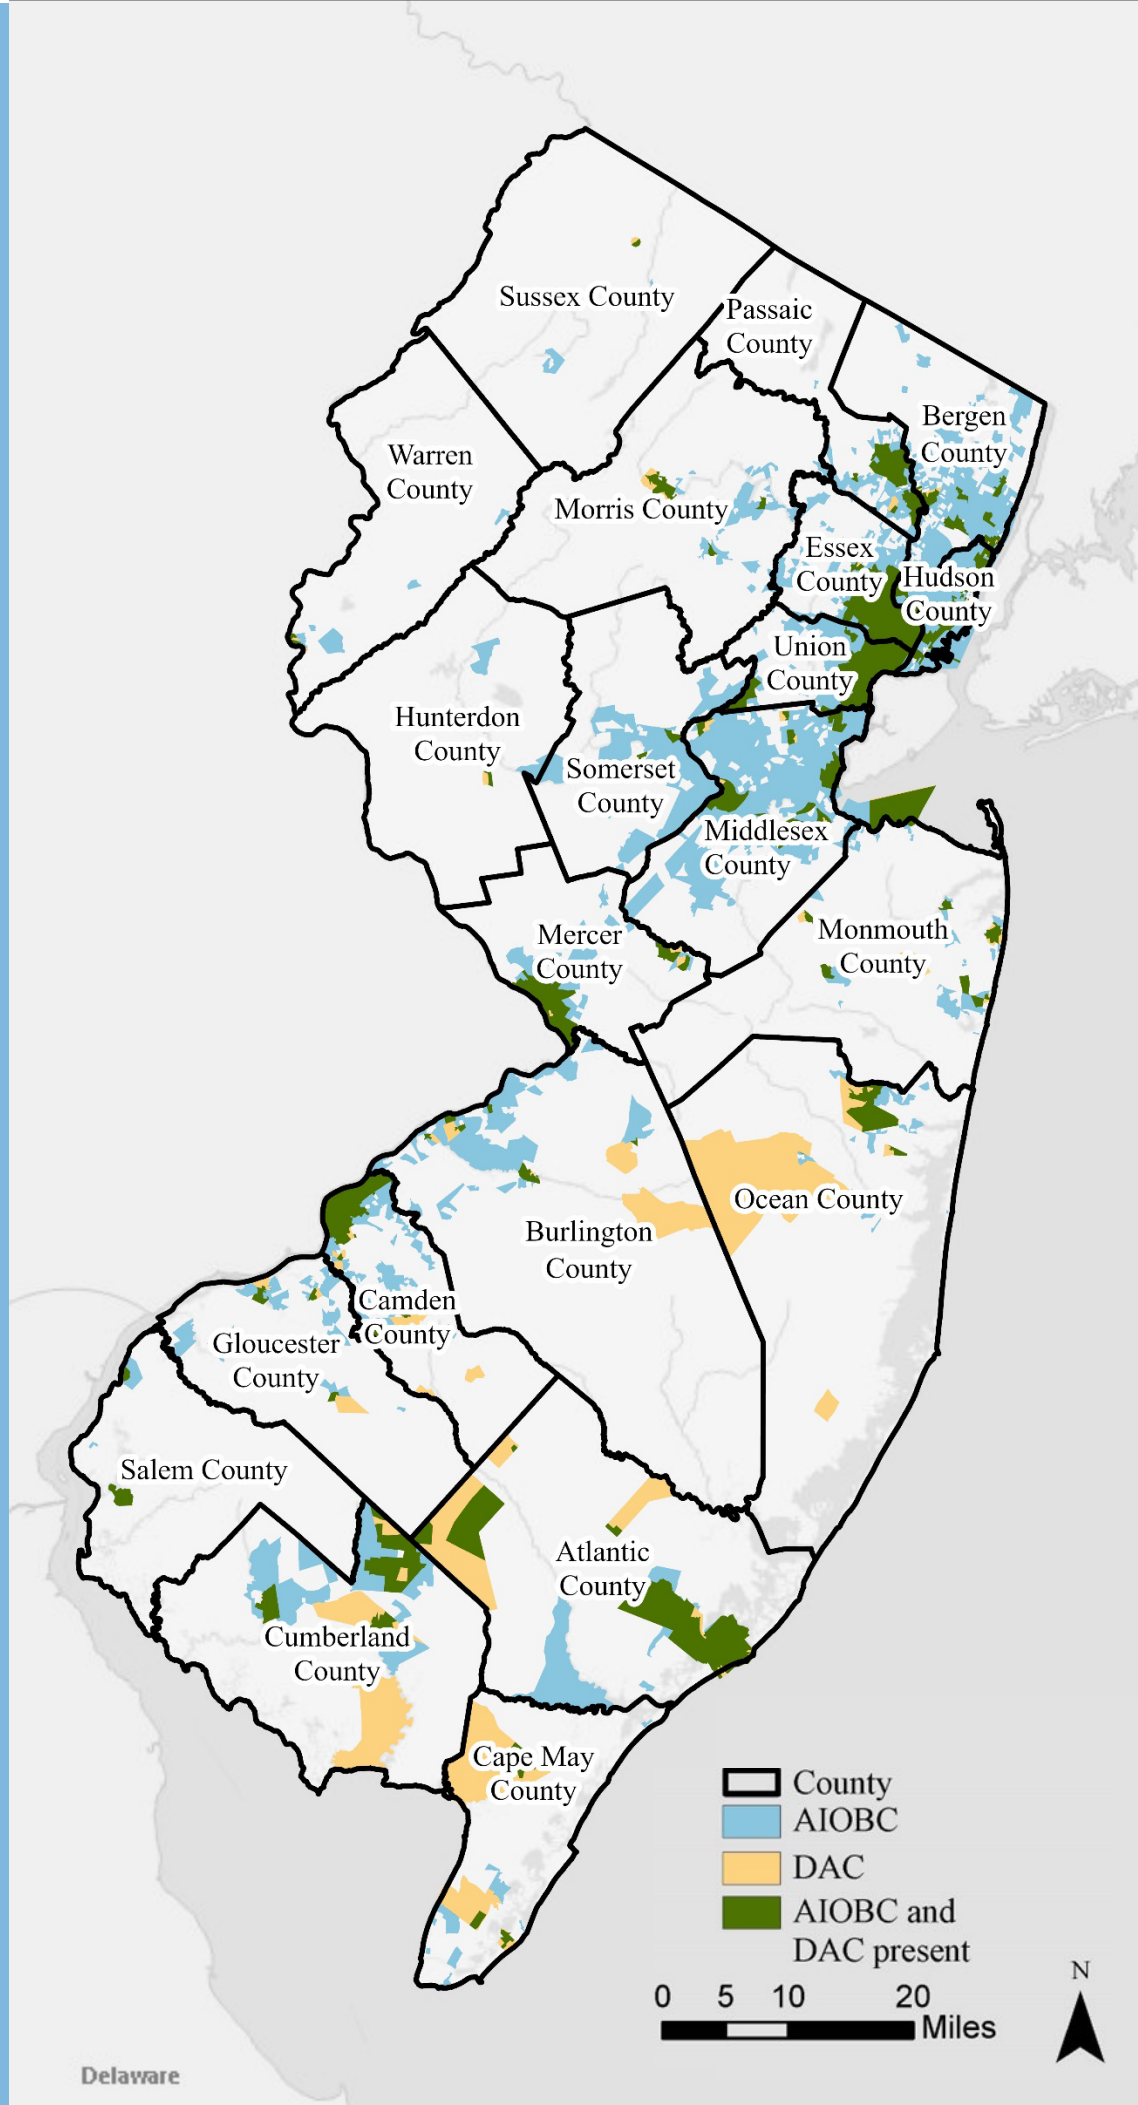 Sussex County
Passaic
County
Bergen
County
Warren
County
Morris County
Essex
County
Hudson
County
Union
County
Hunterdon
County
Somerset
County
Middlesex
County
Mercer
County
Monmouth
County
Ocean County
Burlington
County
Camden
County
Gloucester
County
Salem County
Atlantic
County
Cumberland
County
Cape May
County
County
AIOBC
DAC
AIOBC and
DAC present
N
0 5 10 20
Miles
Delaware